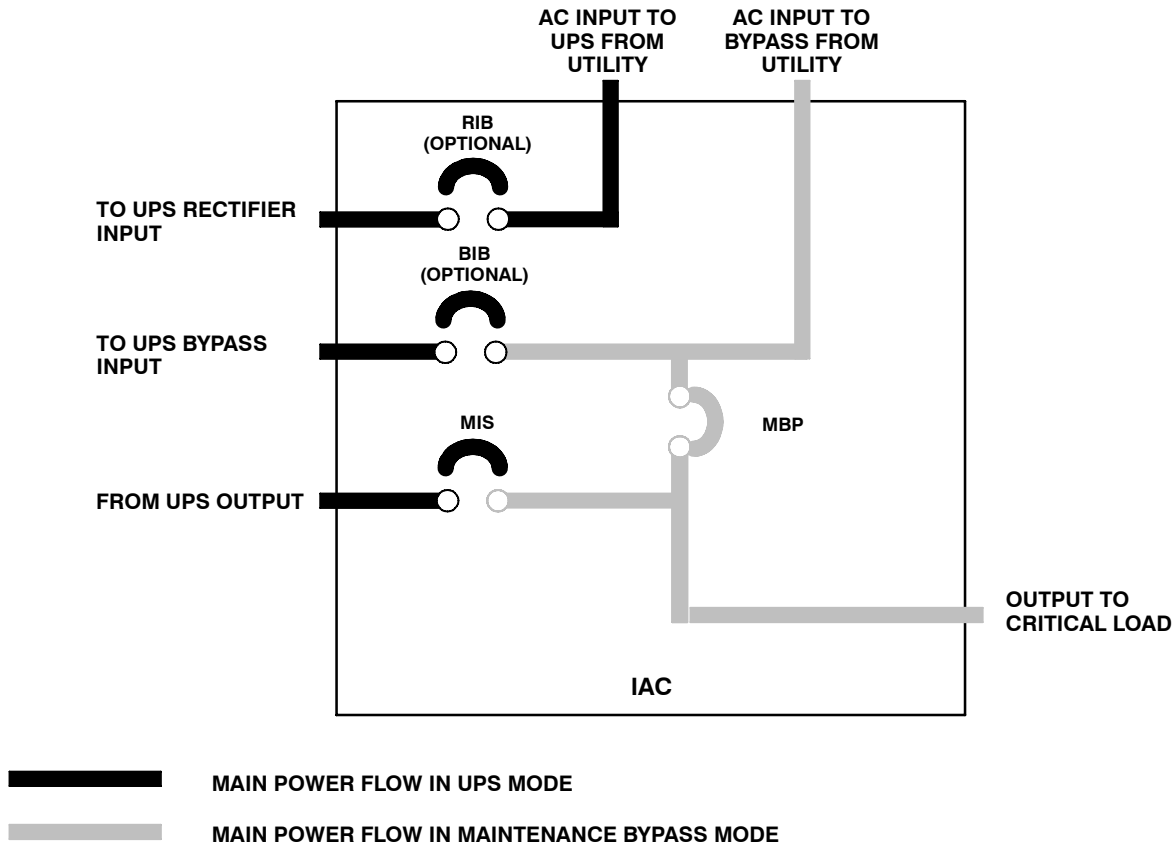 AC INPUT TO
UPS FROM
UTILITY
AC INPUT TO
BYPASS FROM
UTILITY
RIB
(OPTIONAL)
TO UPS RECTIFIER
INPUT
BIB
(OPTIONAL)
TO UPS BYPASS
INPUT
MIS
MBP
FROM UPS OUTPUT
OUTPUT TO
CRITICAL LOAD
IAC
MAIN POWER FLOW IN UPS MODE
MAIN POWER FLOW IN MAINTENANCE BYPASS MODE